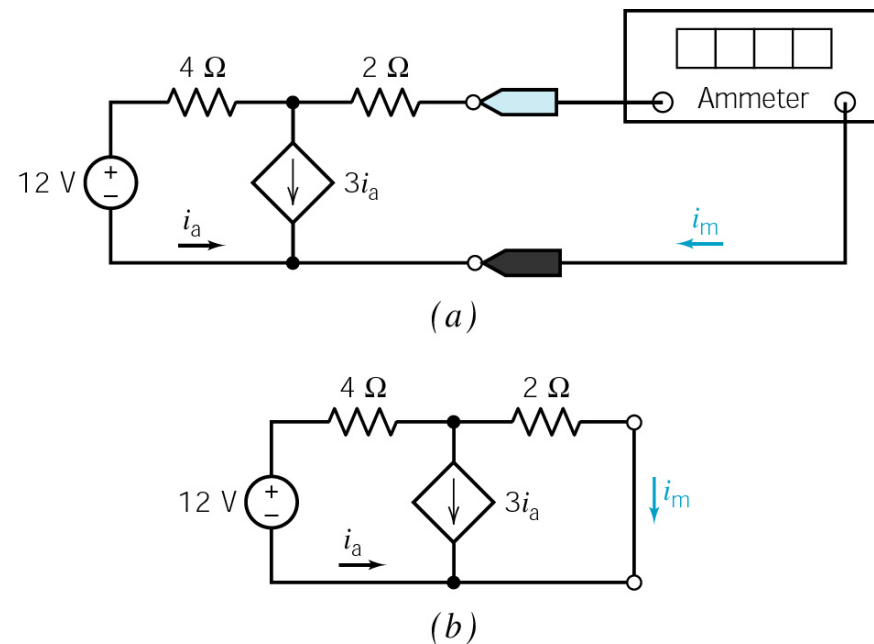 4 Ω 2 Ω
Ammeter
12 V + − 3iₐ
iₐ iₘ
(a)
4 Ω 2 Ω
12 V + − 3iₐ iₘ
iₐ
(b)